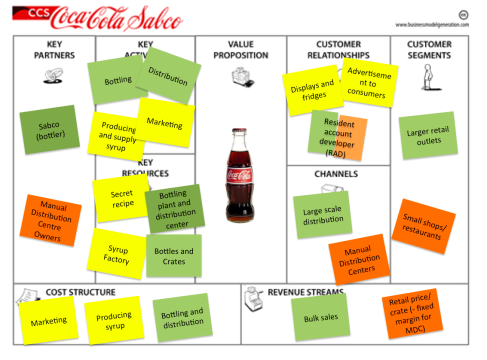 CCS Coca-Cola Sabco
www.businessmodelgeneration.com
KEY
PARTNERS
Sabco
(bottler)
Manual
Distribution
Centre
Owners
KEY
Bottling
Distribution
Producing
and supply
syrup
Marketing
KEY
RESOURCES
Secret
recipe
Bottling
plant and
distribution
center
Syrup
Factory
Bottles and
Crates
VALUE
PROPOSITION
Coca-Cola
CUSTOMER
RELATIONSHIPS
Displays and
fridges
Advertiseme
nt to
consumers
Resident
account
developer
(RAD)
CHANNELS
Large scale
distribution
Manual
Distribution
Centers
CUSTOMER
SEGMENTS
Larger retail
outlets
Small shops/
restaurants
COST STRUCTURE
Marketing
Producing
syrup
Bottling and
distribution
REVENUE STREAMS
Bulk sales
Retail price/
crate (- fixed
margin for
MDC)